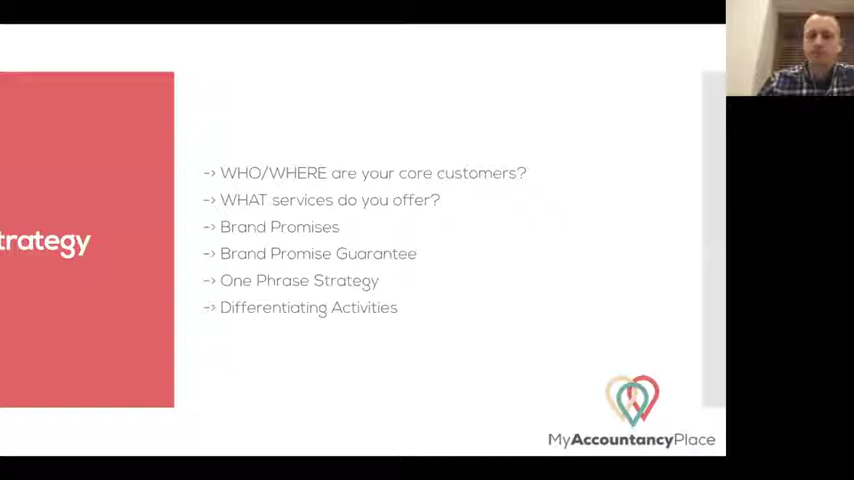 trategy
-> WHO/WHERE are your core customers?
-> WHAT services do you offer?
-> Brand Promises
-> Brand Promise Guarantee
-> One Phrase Strategy
-> Differentiating Activities
MyAccountancyPlace